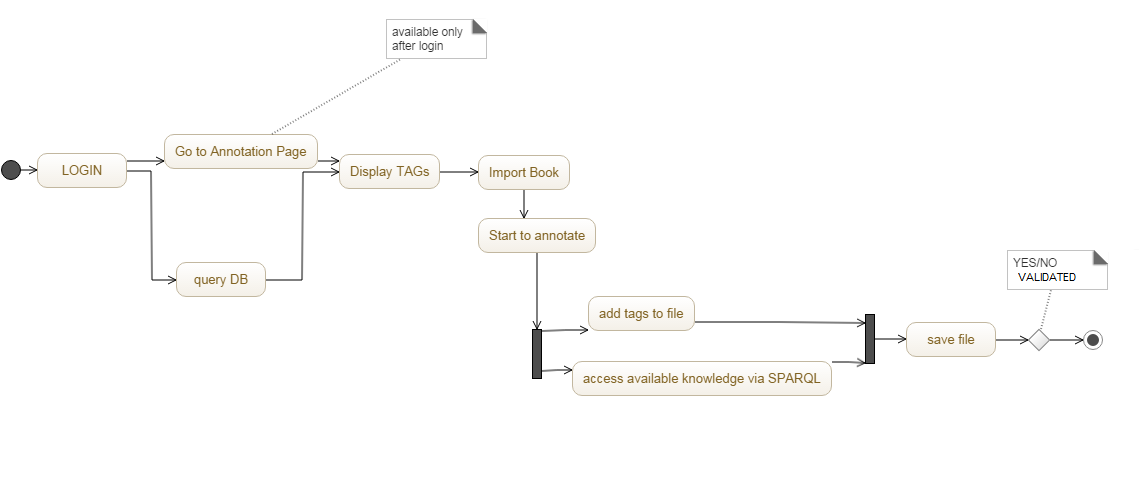 available only
after login
LOGIN
Go to Annotation Page
Display TAGs
Import Book
query DB
Start to annotate
add tags to file
access available knowledge via SPARQL
save file
YES/NO
VALIDATED